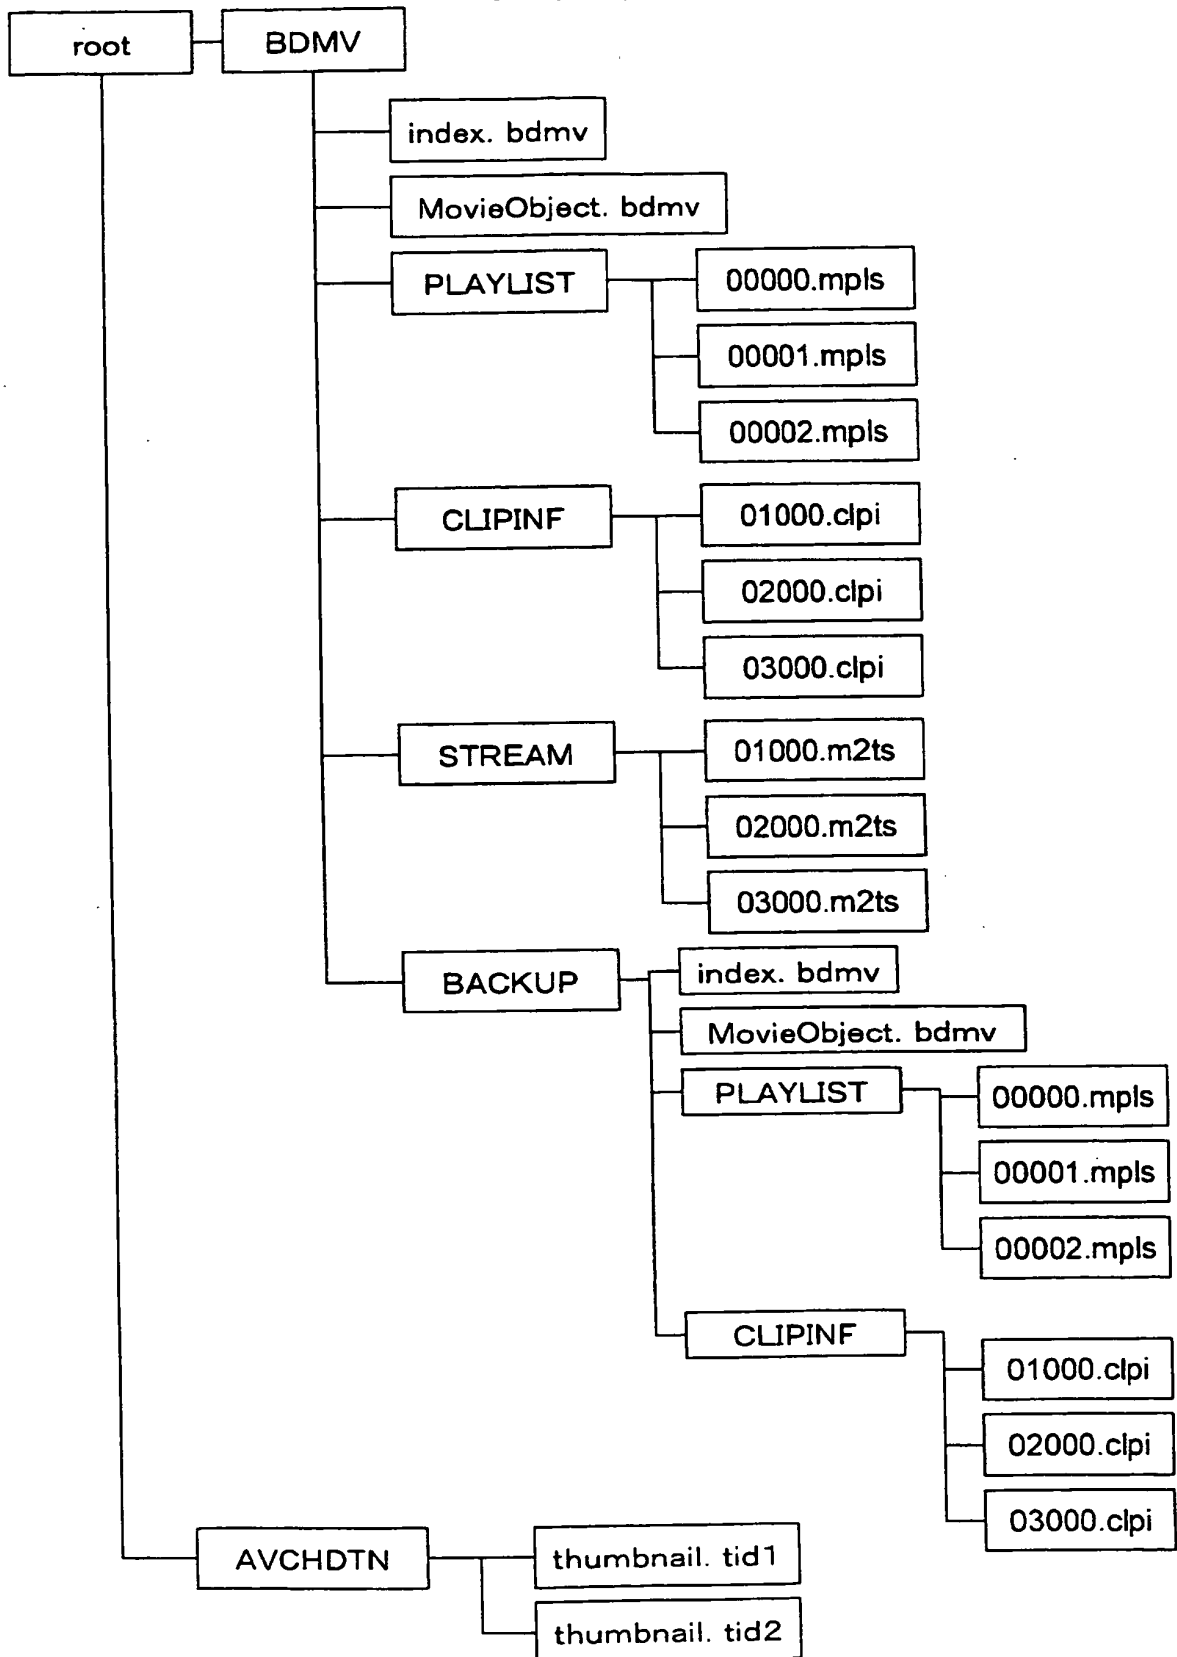 root
BDMV
index. bdmv
MovieObject. bdmv
PLAYLIST
00000.mpls
00001.mpls
00002.mpls
CLIPINF
01000.clpi
02000.clpi
03000.clpi
STREAM
01000.m2ts
02000.m2ts
03000.m2ts
BACKUP
index. bdmv
MovieObject. bdmv
PLAYLIST
00000.mpls
00001.mpls
00002.mpls
CLIPINF
01000.clpi
02000.clpi
03000.clpi
AVCHDTN
thumbnail. tid1
thumbnail. tid2